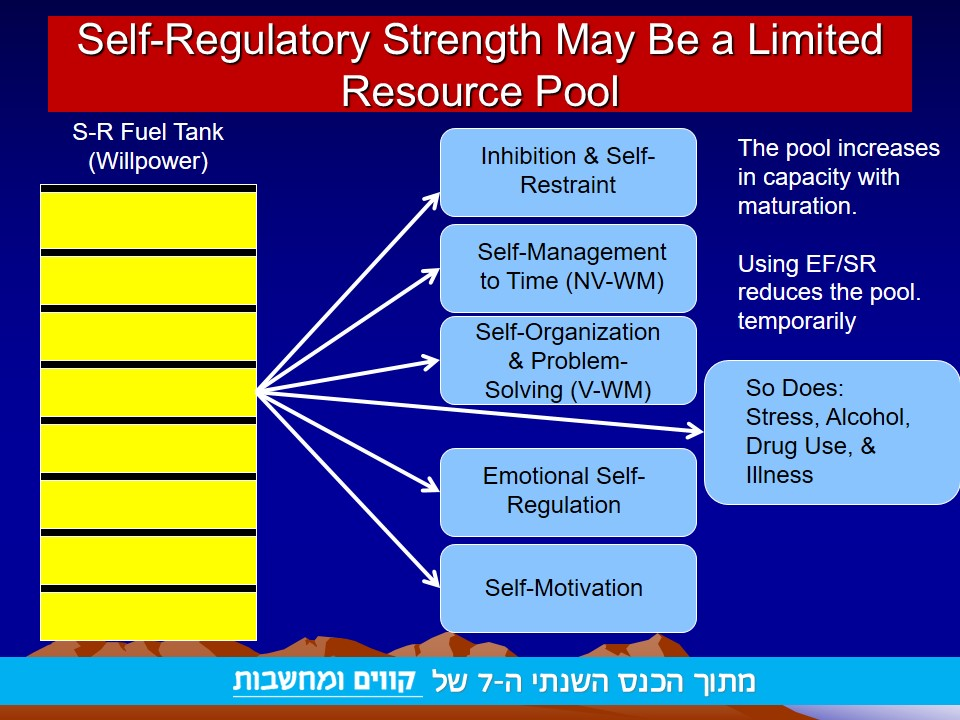 Self-Regulatory Strength May Be a Limited
Resource Pool
S-R Fuel Tank
(Willpower)
Inhibition & Self-
Restraint
Self-Management
to Time (NV-WM)
Self-Organization
& Problem-
Solving (V-WM)
Emotional Self-
Regulation
Self-Motivation
The pool increases
in capacity with
maturation.
Using EF/SR
reduces the pool.
temporarily
So Does:
Stress, Alcohol,
Drug Use, &
Illness
מתוך הכנס השנתי ה-7 של קווים ומחשבות